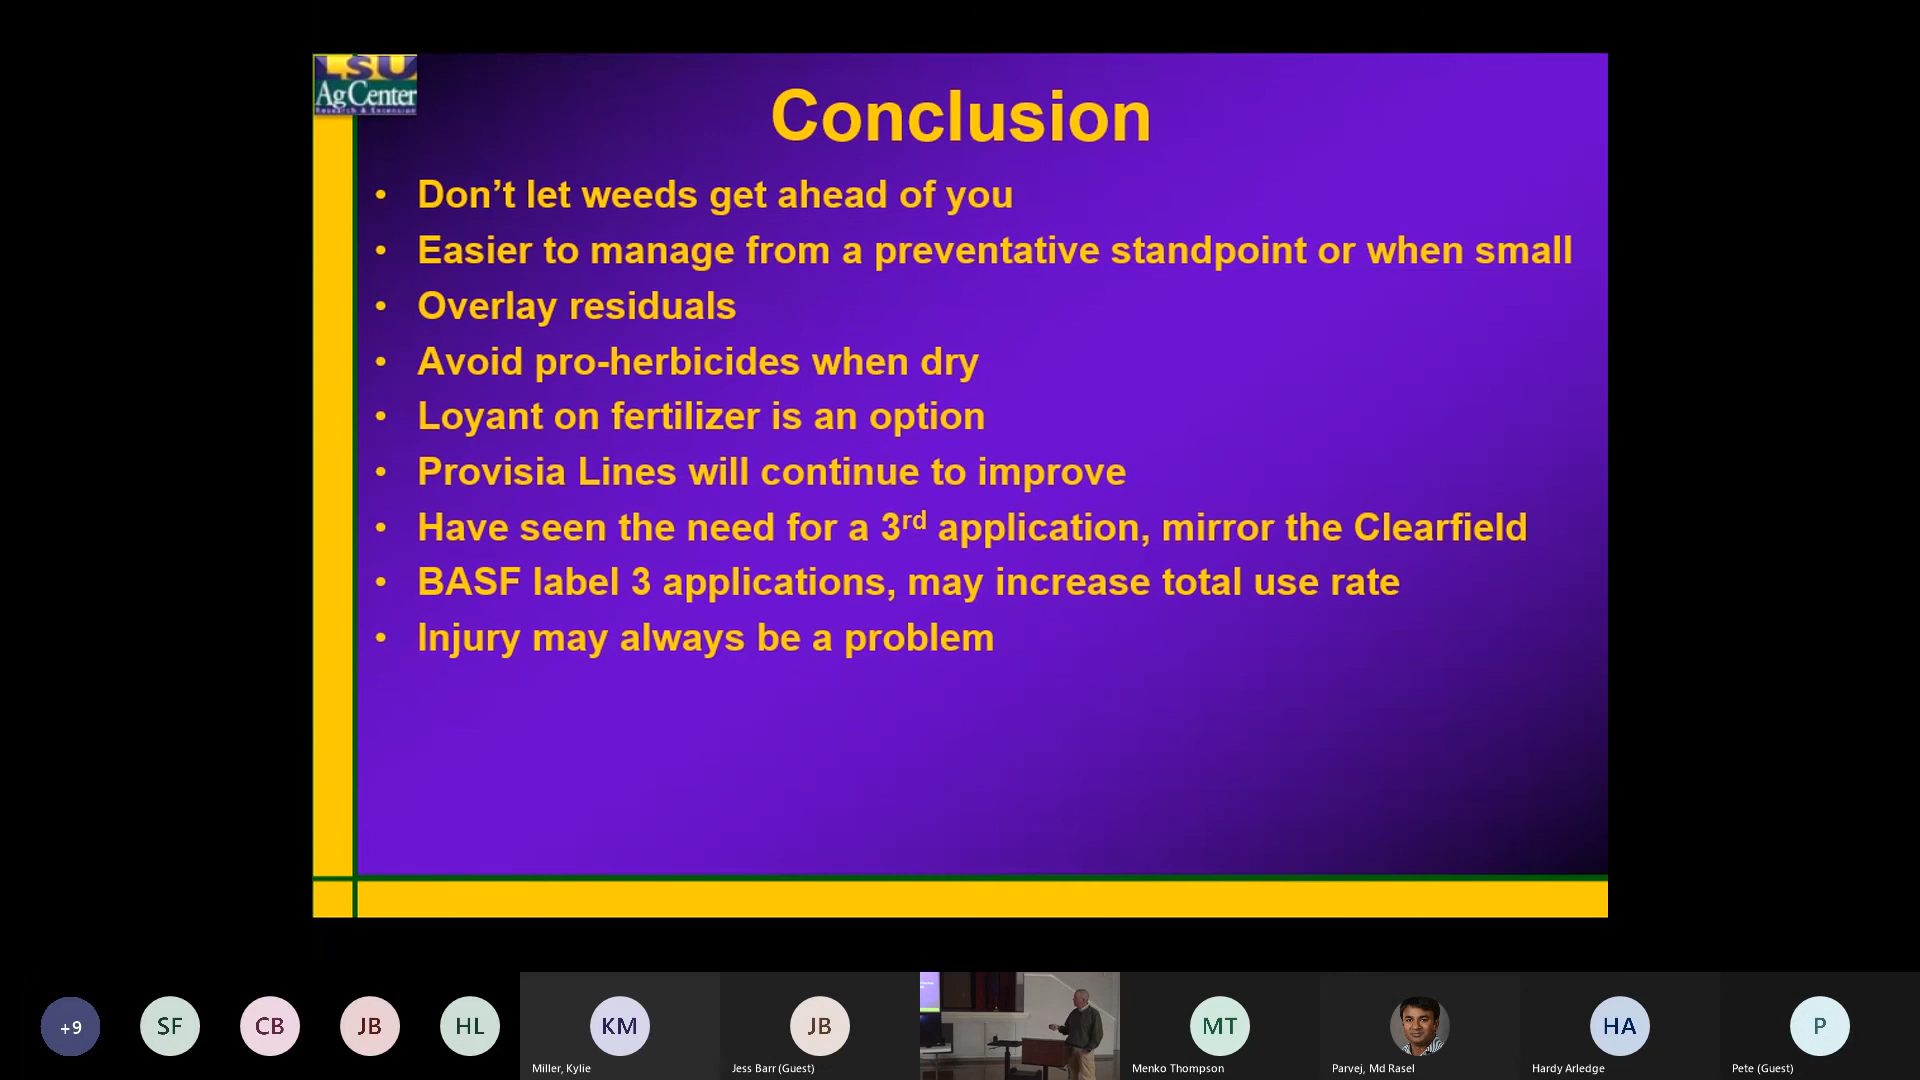 LSU
AgCenter
Research & Extension
Conclusion
• Don’t let weeds get ahead of you
• Easier to manage from a preventative standpoint or when small
• Overlay residuals
• Avoid pro-herbicides when dry
• Loyant on fertilizer is an option
• Provisia Lines will continue to improve
• Have seen the need for a 3rd application, mirror the Clearfield
• BASF label 3 applications, may increase total use rate
• Injury may always be a problem
+9
SF
CB
JB
HL
KM
JB
MT
HA
P
Miller, Kylie
Jess Barr (Guest)
Menko Thompson
Parvej, Md Rasel
Hardy Arledge
Pete (Guest)